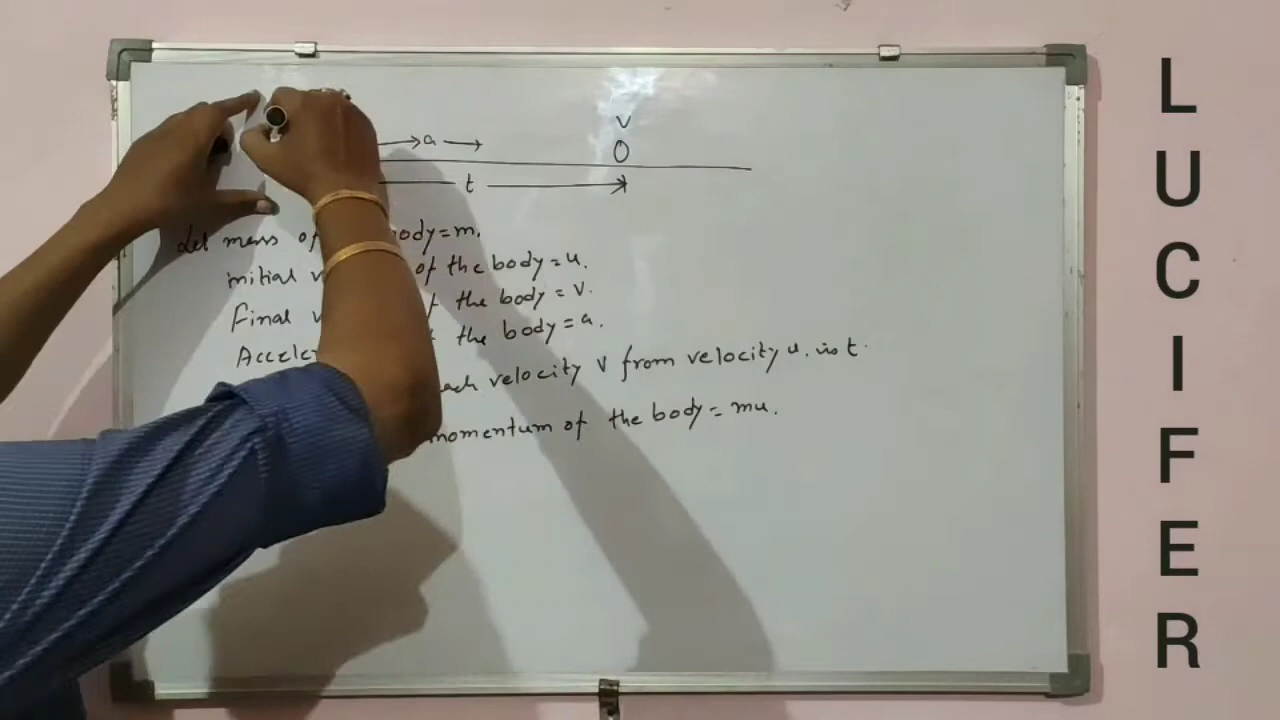 v
a
O
t
Let mass of body=m.
initial of the body=u.
Final the body = v.
the body=a.
velocity v from velocity u. is t.
momentum of the body= mu.
LUCIFER